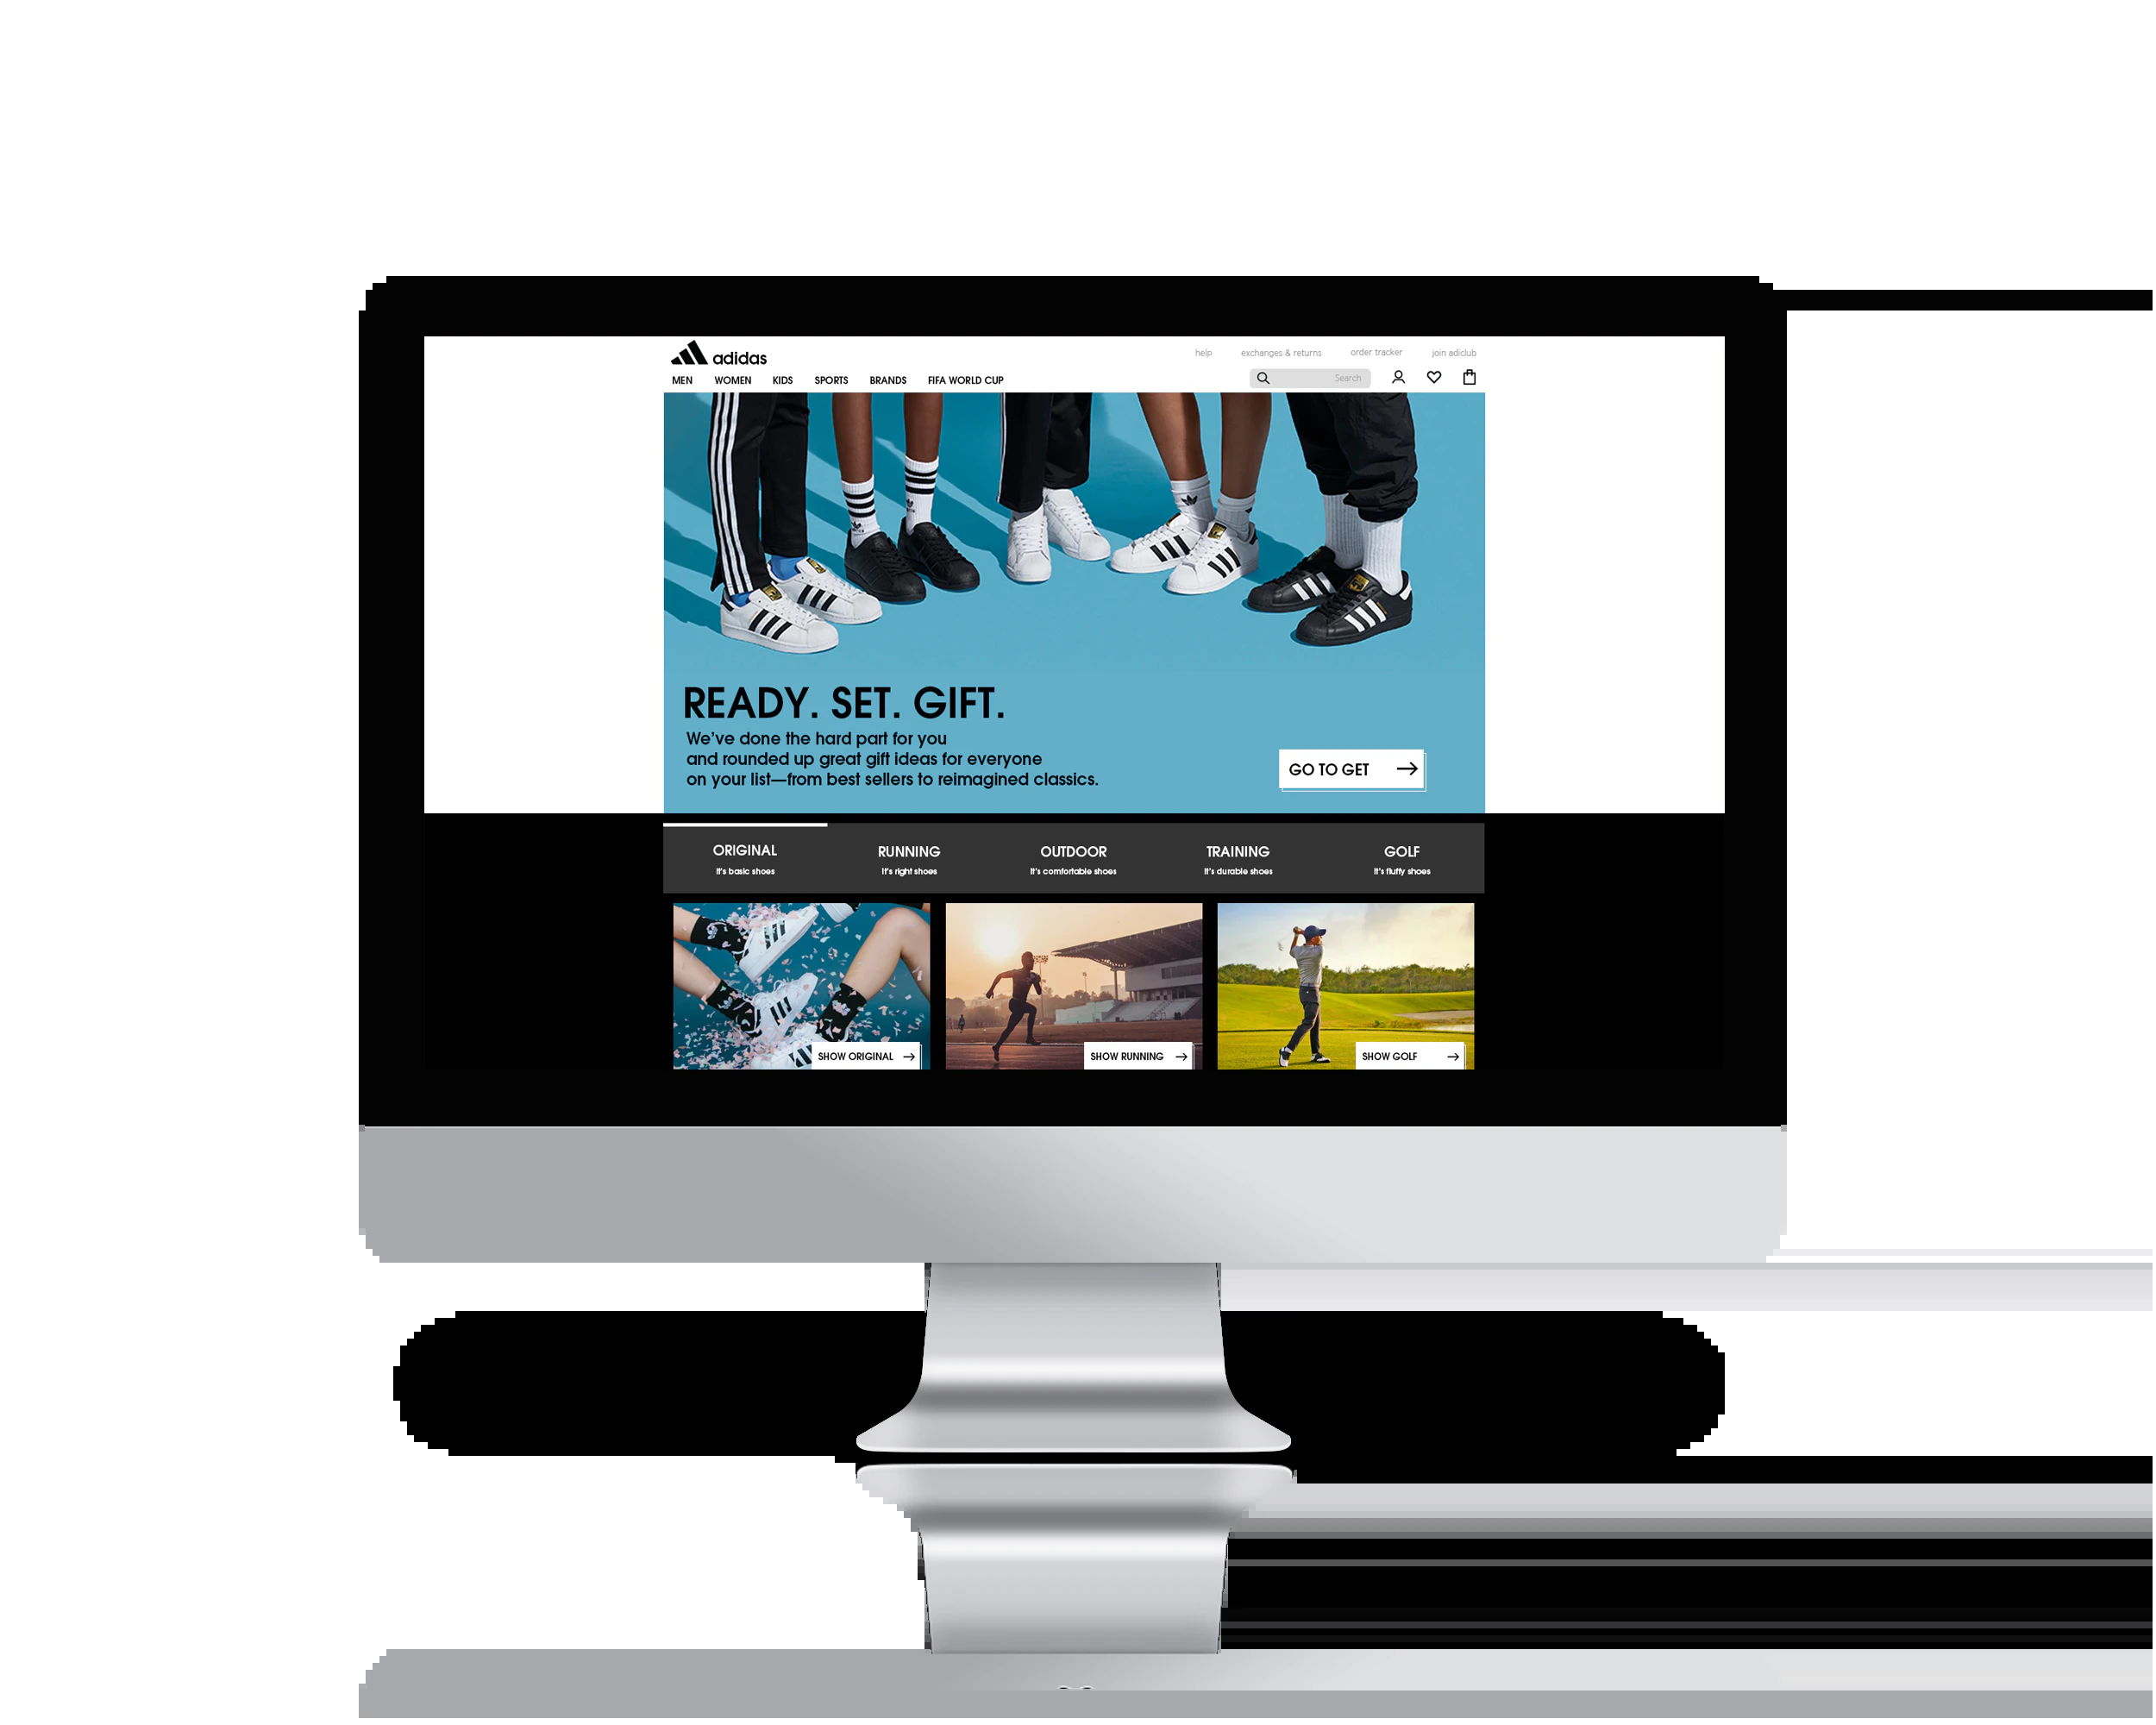 adidas
help exchanges & returns order tracker join adiclub
MEN WOMEN KIDS SPORTS BRANDS FIFA WORLD CUP
Search
READY. SET. GIFT.
We've done the hard part for you
and rounded up great gift ideas for everyone
on your list—from best sellers to reimagined classics.
GO TO GET
ORIGINAL
It's basic shoes
RUNNING
It's right shoes
OUTDOOR
It's comfortable shoes
TRAINING
It's durable shoes
GOLF
It's fluffy shoes
SHOW ORIGINAL
SHOW RUNNING
SHOW GOLF